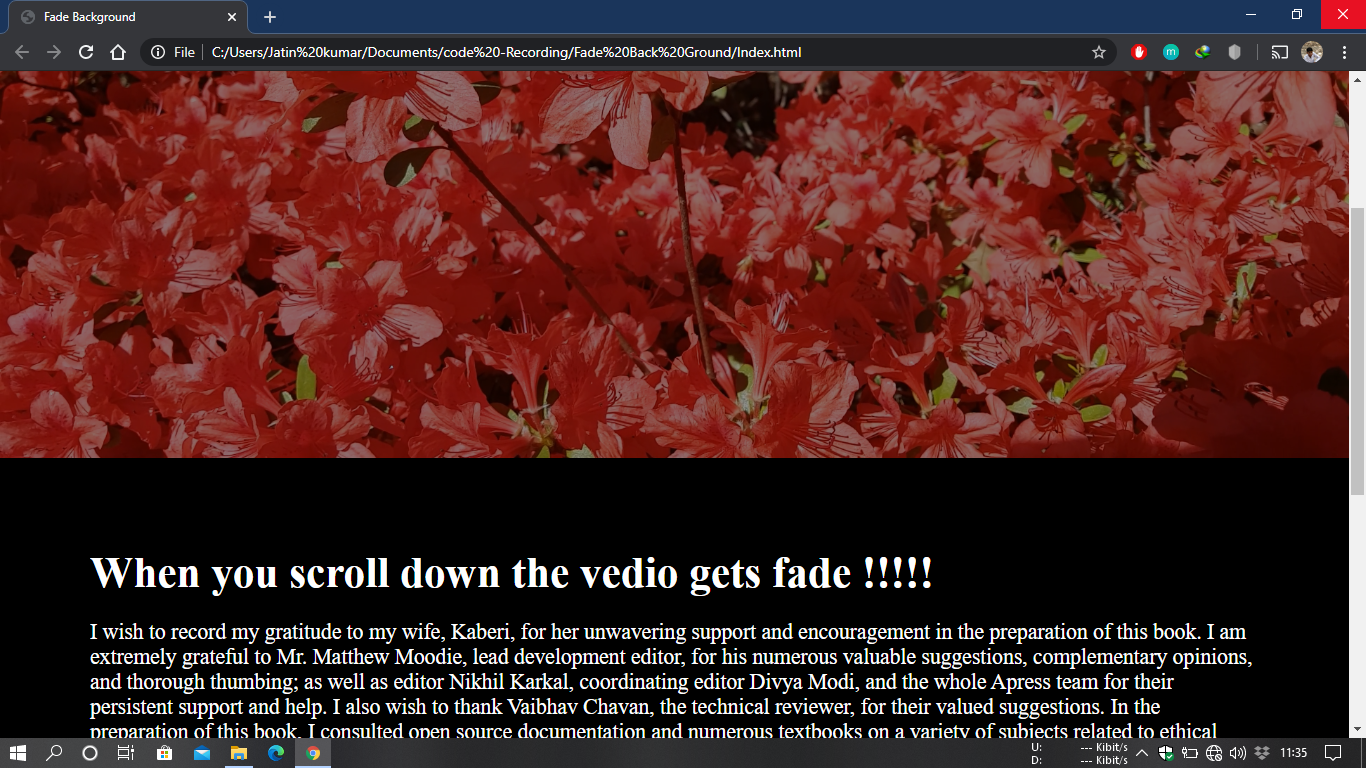 Fade Background
File
C:/Users/Jatin%20kumar/Documents/code%20-Recording/Fade%20Back%20Ground/Index.html
m
When you scroll down the vedio gets fade !!!!!
I wish to record my gratitude to my wife, Kaberi, for her unwavering support and encouragement in the preparation of this book. I am
extremely grateful to Mr. Matthew Moodie, lead development editor, for his numerous valuable suggestions, complementary opinions,
and thorough thumbing; as well as editor Nikhil Karkal, coordinating editor Divya Modi, and the whole Apress team for their
persistent support and help. I also wish to thank Vaibhav Chavan, the technical reviewer, for their valued suggestions. In the
preparation of this book, I consulted open source documentation and numerous textbooks on a variety of subjects related to ethical
U: --- Kibit/s
D: --- Kibit/s
11:35